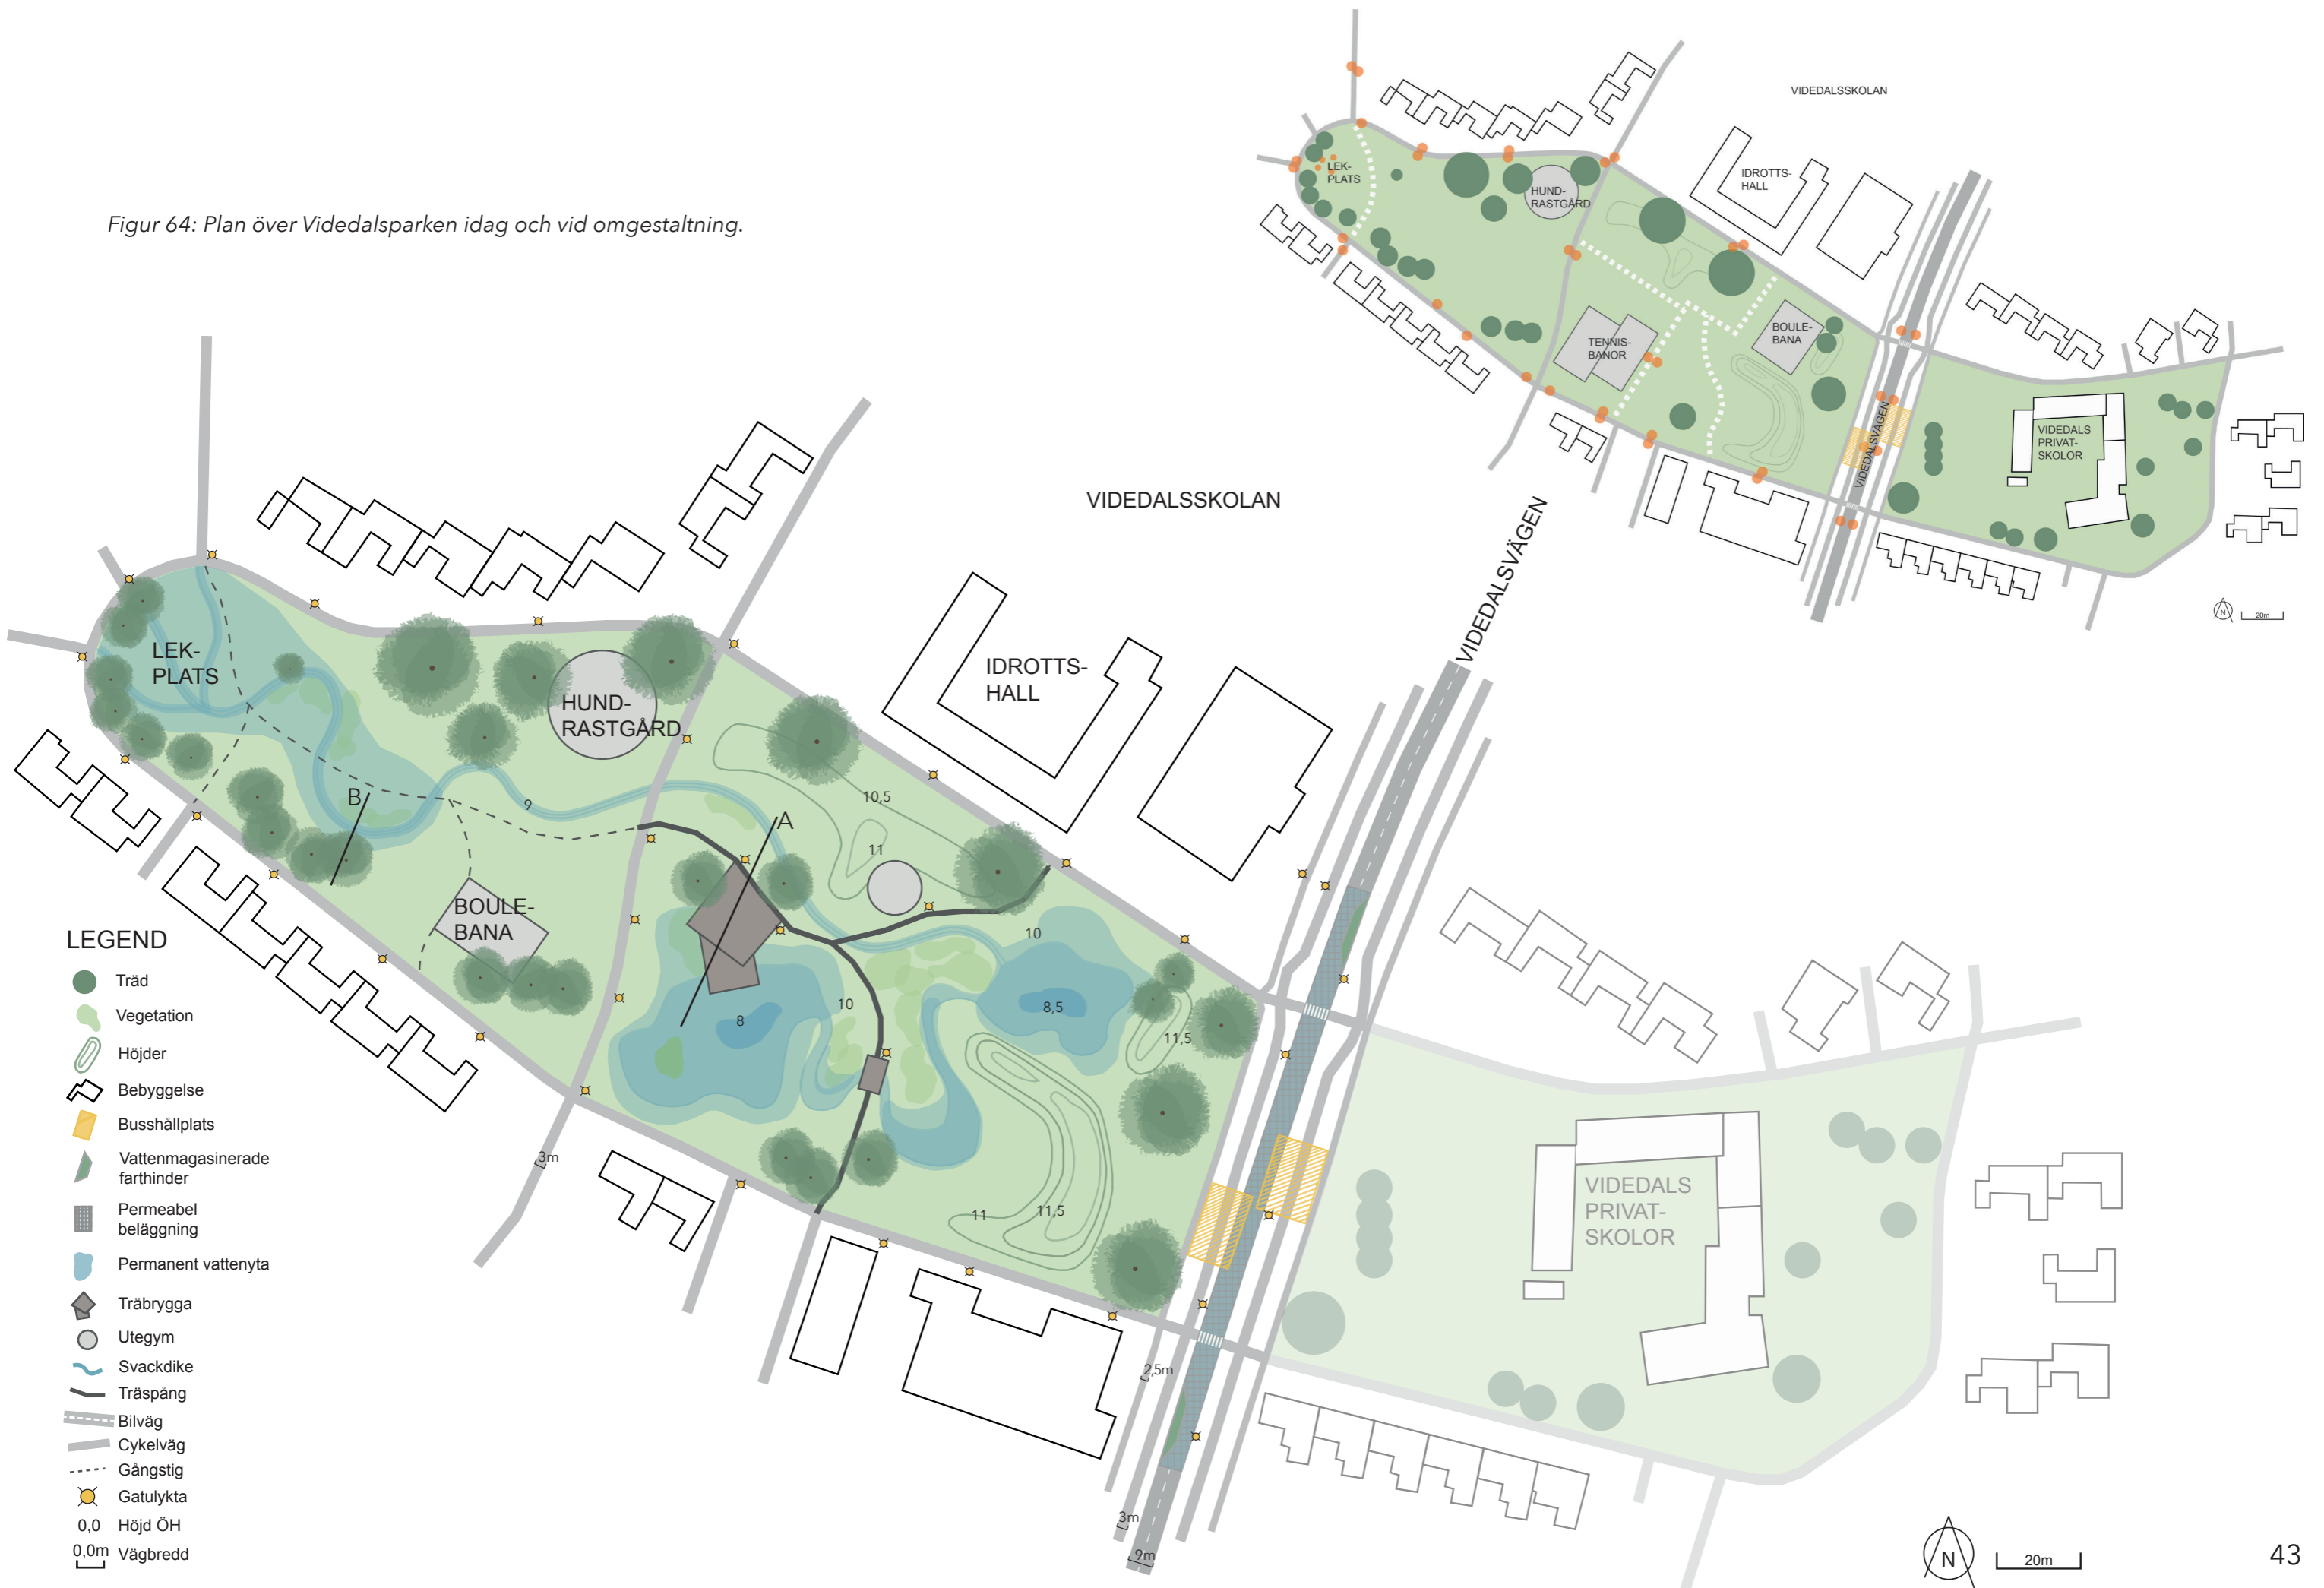 Figur 64: Plan över Videdalsparken idag och vid omgestaltning.
VIDEDALSSKOLAN
LEK-
PLATS
HUND-
RASTGÅRD
IDROTTS-
HALL
TENNIS-
BANOR
BOULE-
BANA
VIDEDALSVÄGEN
VIDEDALSVÄGEN
VIDEDALS
PRIVAT-
SKOLOR
N
20m
VIDEDALSSKOLAN
VIDEDALSVÄGEN
LEK-
PLATS
HUND-
RASTGÅRD
IDROTTS-
HALL
B
9
A
10,5
11
BOULE-
BANA
10
10
8
8,5
11,5
11
11,5
3m
2,5m
3m
9m
VIDEDALS
PRIVAT-
SKOLOR
LEGEND
Träd
Vegetation
Höjder
Bebyggelse
Busshållplats
Vattenmagasinerade
farthinder
Permeabel
beläggning
Permanent vattenyta
Träbrygga
Utegym
Svackdike
Träspång
Bilväg
Cykelväg
Gångstig
Gatulykta
0,0 Höjd ÖH
0,0m Vägbredd
N
20m
43